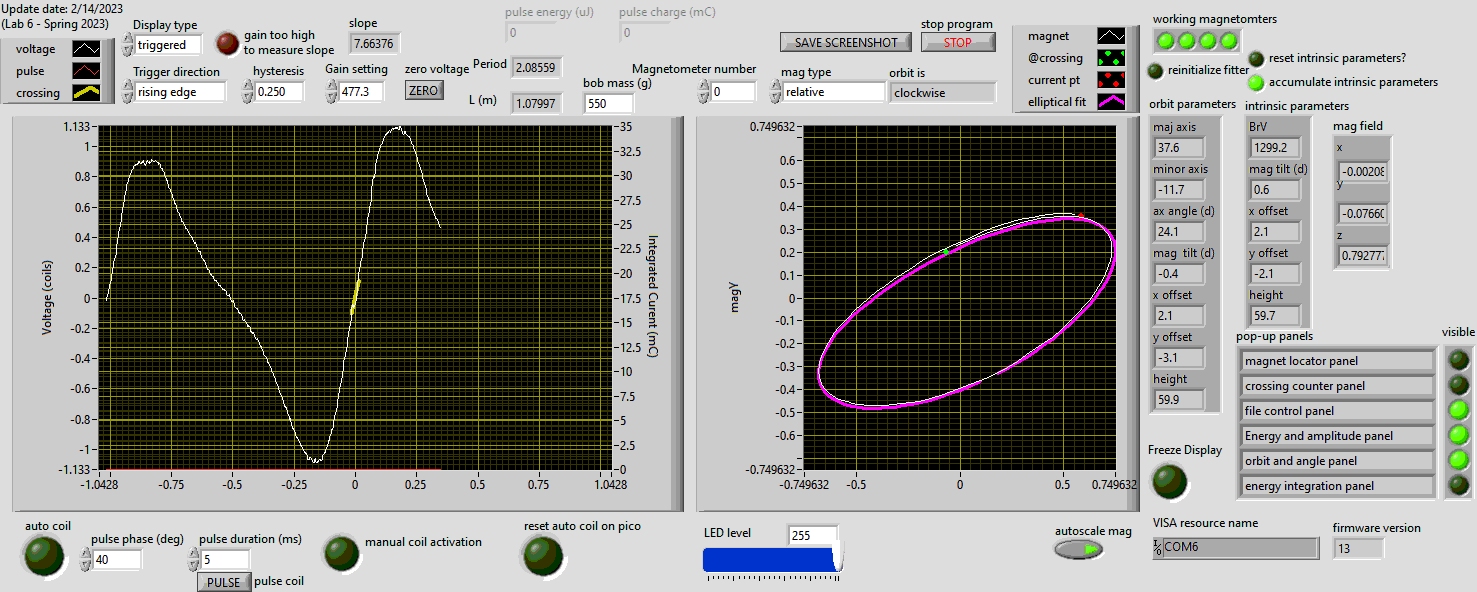 Update date: 2/14/2023
(Lab 6 - Spring 2023)
voltage
pulse
crossing
Display type
triggered
gain too high
to measure slope
slope
7.66376
Trigger direction
rising edge
hysteresis
0.250
Gain setting
477.3
zero voltage
ZERO
pulse energy (uJ)
0
pulse charge (mC)
0
Period
2.08559
L (m)
1.07997
bob mass (g)
550
SAVE SCREENSHOT
stop program
STOP
Magnetometer number
0
mag type
relative
orbit is
clockwise
magnet
@crossing
current pt
elliptical fit
working magnetomters
reinitialize fitter
reset intrinsic parameters?
accumulate intrinsic parameters
Voltage (coils)
1.133
1
0.8
0.6
0.4
0.2
0
-0.2
-0.4
-0.6
-0.8
-1
-1.133
-1.0428
-0.75
-0.5
-0.25
0
0.25
0.5
0.75
1.0428
35
32.5
30
27.5
25
22.5
20
17.5
15
12.5
10
7.5
5
2.5
0
Integrated Curent (mC)
magY
0.749632
0.6
0.5
0.4
0.3
0.2
0.1
0
-0.1
-0.2
-0.3
-0.4
-0.5
-0.6
-0.749632
-0.749632
-0.5
0
0.5
0.749632
orbit parameters
maj axis
37.6
minor axis
-11.7
ax angle (d)
24.1
mag tilt (d)
-0.4
x offset
2.1
y offset
-3.1
height
59.9
intrinsic parameters
BrV
1299.2
mag tilt (d)
0.6
x offset
2.1
y offset
-2.1
height
59.7
mag field
x
-0.00208
y
-0.0766
z
0.79277
pop-up panels
visible
magnet locator panel
crossing counter panel
file control panel
Energy and amplitude panel
orbit and angle panel
energy integration panel
Freeze Display
auto coil
pulse phase (deg)
40
pulse duration (ms)
5
PULSE
pulse coil
manual coil activation
reset auto coil on pico
LED level
255
autoscale mag
VISA resource name
COM6
firmware version
13